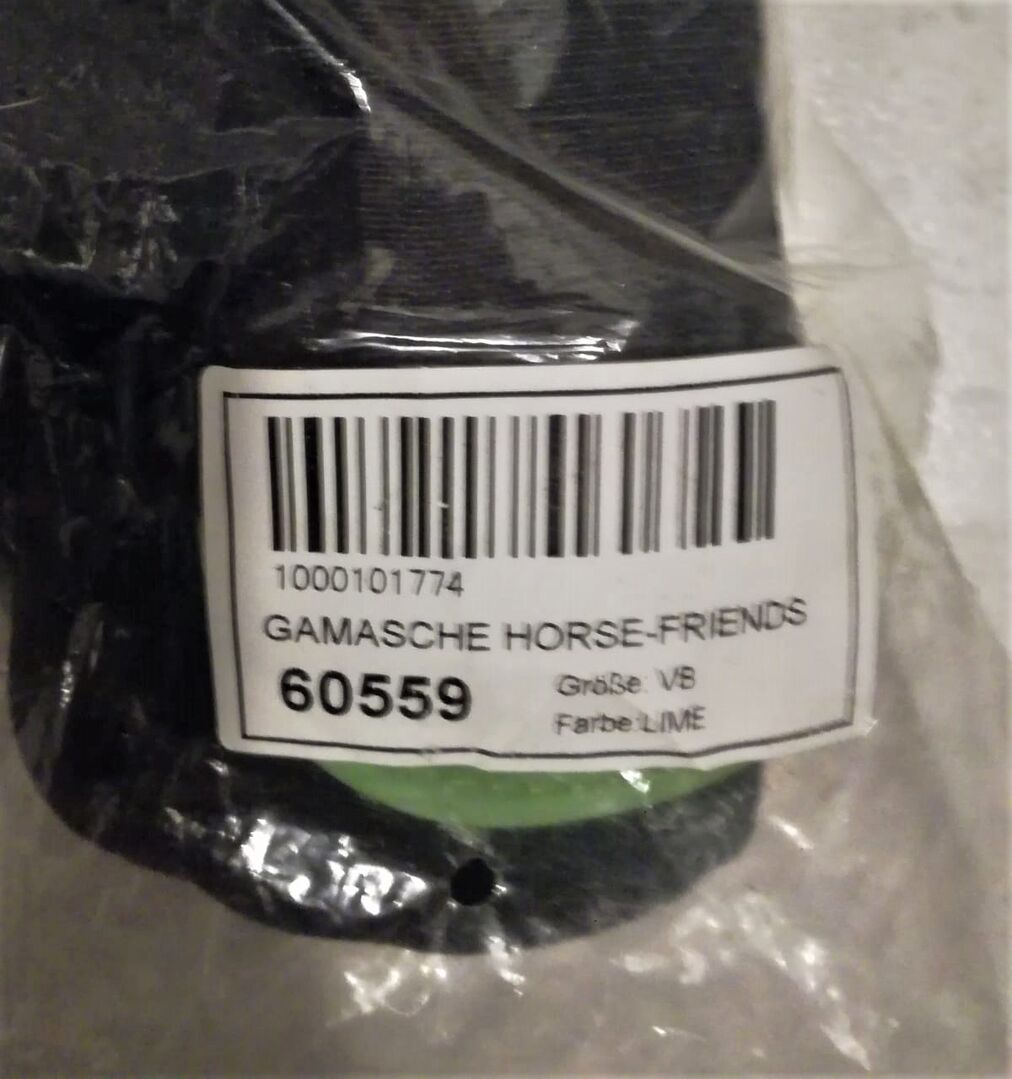 1000101774
GAMASCHE HORSE-FRIENDS
60559
Größe: VB
Farbe:LIME